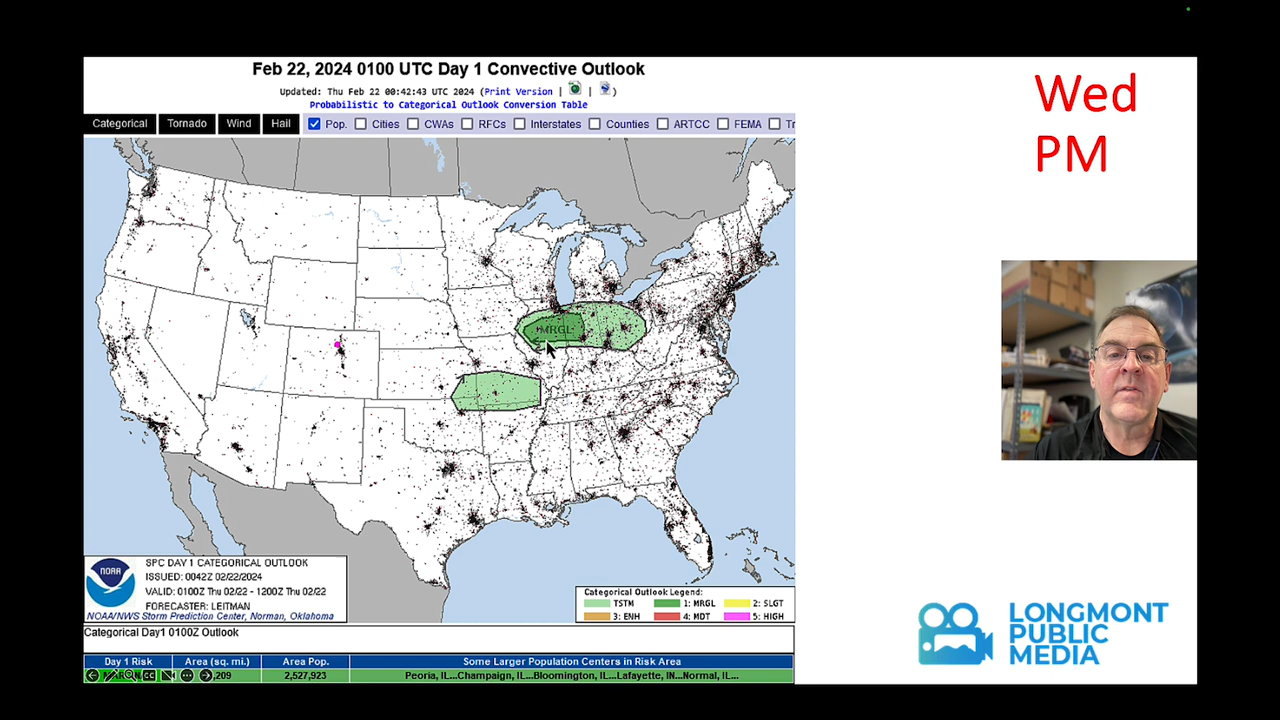 Feb 22, 2024 0100 UTC Day 1 Convective Outlook
Updated: Thu Feb 22 00:42:43 UTC 2024 (Print Version | | )
Probabilistic to Categorical Outlook Conversion Table
Categorical Tornado Wind Hail Pop. Cities CWAs RFCs Interstates Counties ARTCC FEMA
Wed
PM
MRGL
SPC DAY 1 CATEGORICAL OUTLOOK
ISSUED: 0042Z 02/22/2024
VALID: 0100Z Thu 02/22 - 1200Z Thu 02/22
FORECASTER: LEITMAN
NOAA/NWS Storm Prediction Center, Norman, Oklahoma
NOAA
Categorical Outlook Legend:
TSTM 1: MRGL 2: SLGT
3: ENH 4: MDT 5: HIGH
Categorical Day1 0100Z Outlook
Day 1 Risk Area (sq. mi.) Area Pop. Some Larger Population Centers in Risk Area
CC ,209 2,527,923 Peoria, IL...Champaign, IL...Bloomington, IL...Lafayette, IN...Normal, IL...
LONGMONT
PUBLIC
MEDIA